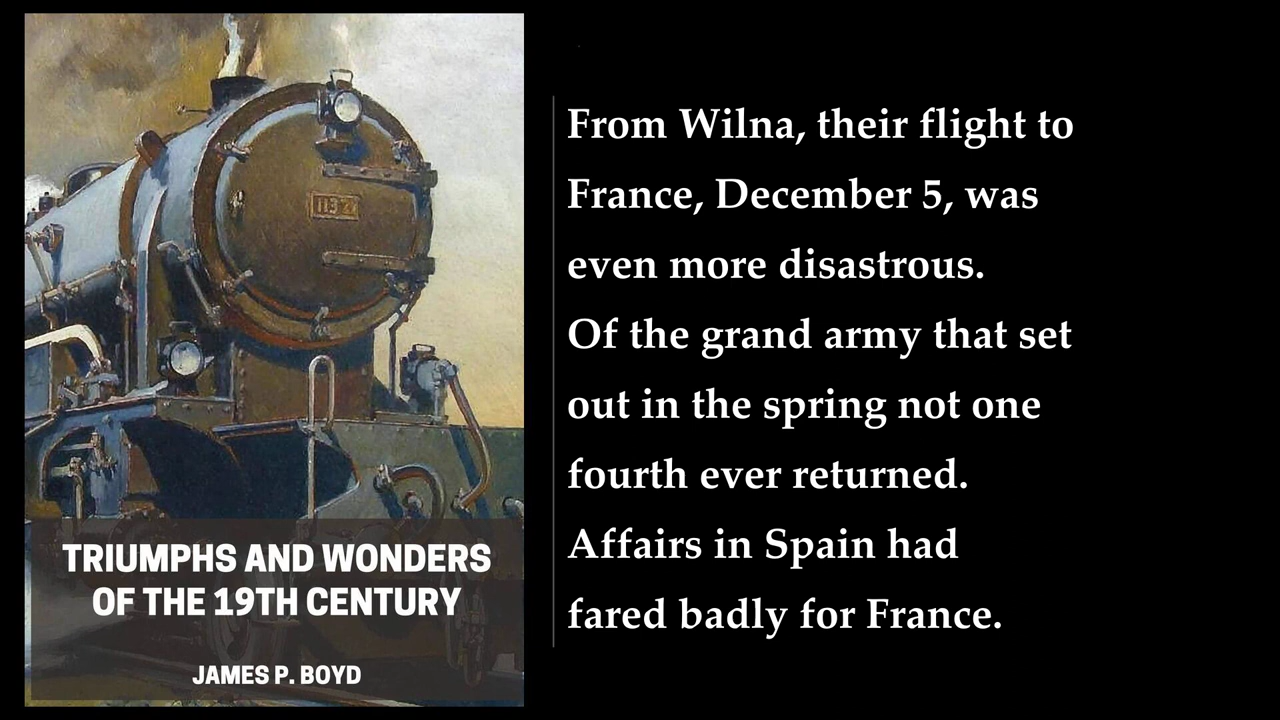 1132
TRIUMPHS AND WONDERS
OF THE 19TH CENTURY
JAMES P. BOYD
From Wilna, their flight to
France, December 5, was
even more disastrous.
Of the grand army that set
out in the spring not one
fourth ever returned.
Affairs in Spain had
fared badly for France.